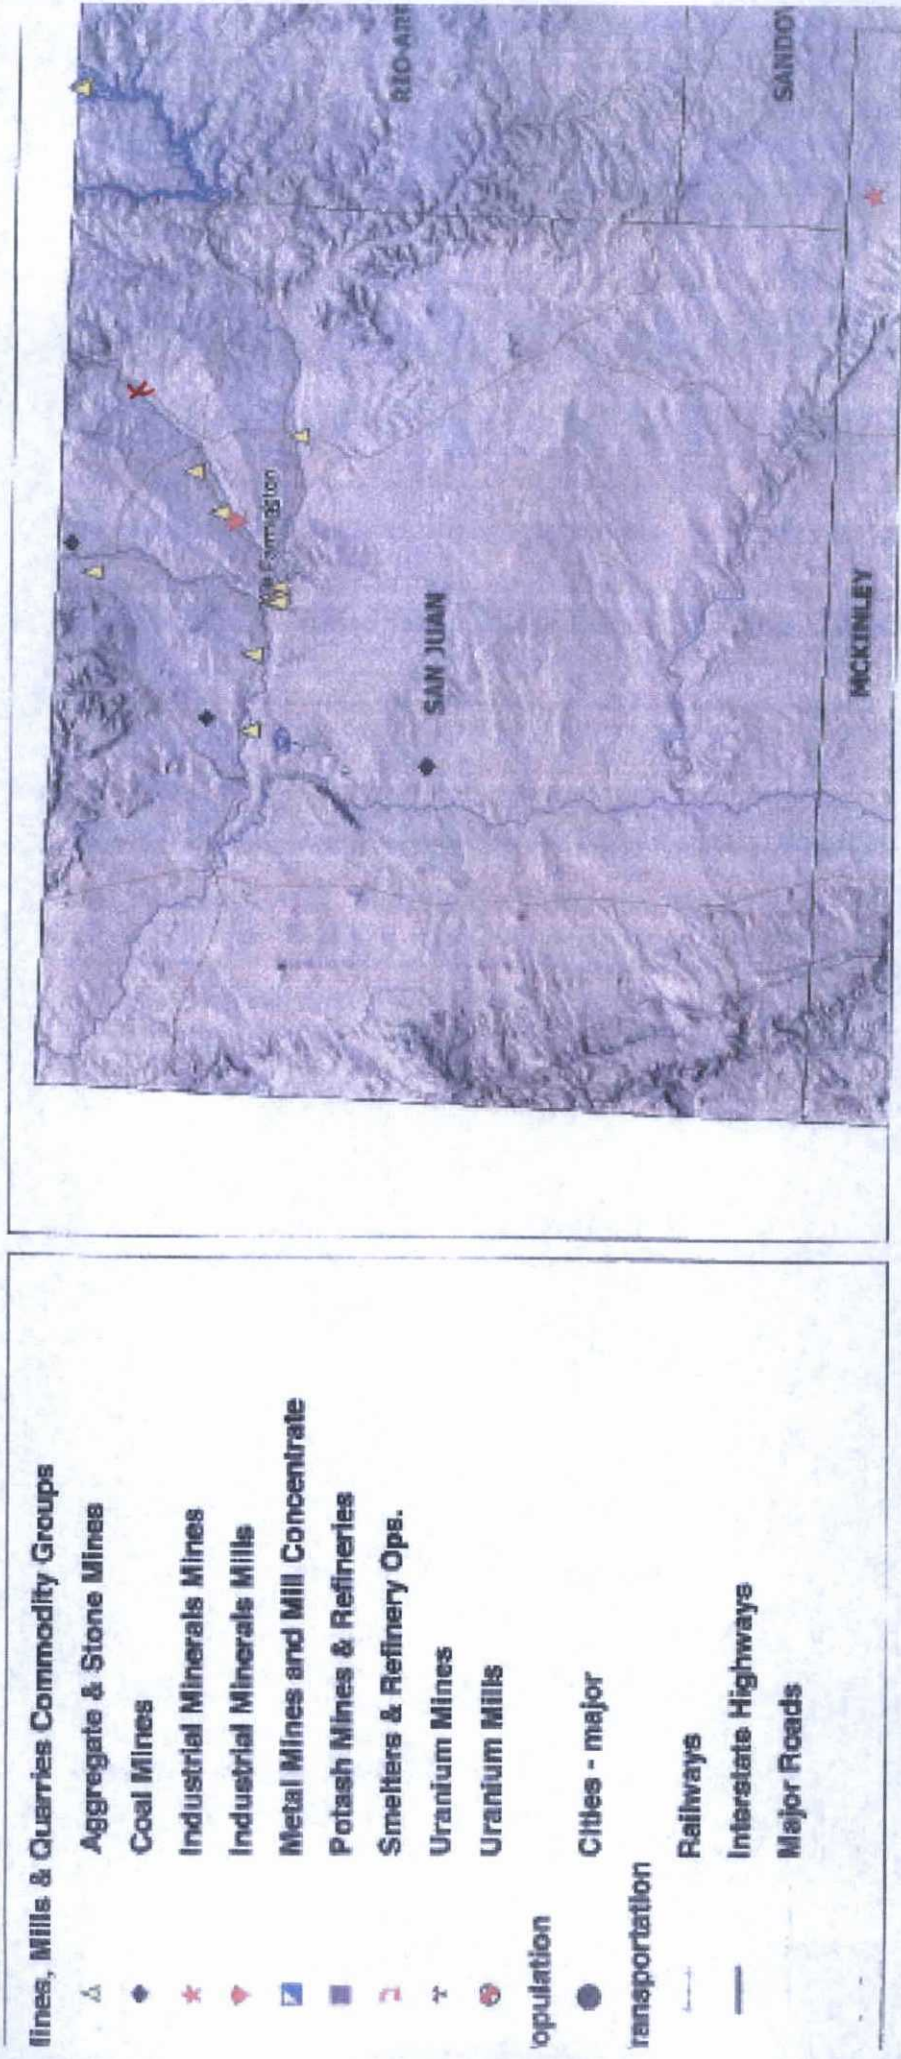 lines, Mills & Quarries Commodity Groups
Aggregate & Stone Mines
Coal Mines
Industrial Minerals Mines
Industrial Minerals Mills
Metal Mines and Mill Concentrate
Potash Mines & Refineries
Smelters & Refinery Ops.
Uranium Mines
Uranium Mills
opulation
Cities - major
ransportation
Railways
Interstate Highways
Major Roads
RIO ARR
SANDOV
Farmington
SAN JUAN
MCKINLEY